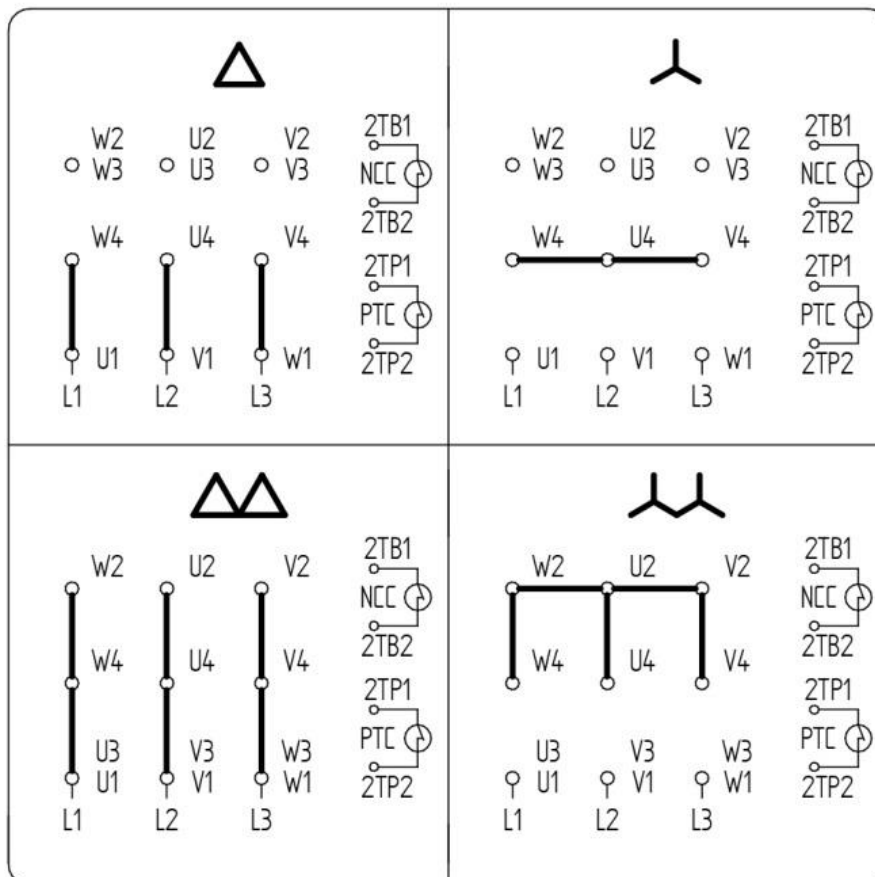 W2 U2 V2 2TB1
W3 U3 V3 NCC
2TB2
W4 U4 V4
2TP1
PTC
U1 V1 W1 2TP2
L1 L2 L3
W2 U2 V2 2TB1
W3 U3 V3 NCC
2TB2
W4 U4 V4
2TP1
PTC
U1 V1 W1 2TP2
L1 L2 L3
2TB1
W2 U2 V2
NCC
2TB2
W4 U4 V4
2TP1
PTC
U3 V3 W3
U1 V1 W1 2TP2
L1 L2 L3
2TB1
W2 U2 V2
NCC
2TB2
W4 U4 V4
2TP1
PTC
U3 V3 W3
U1 V1 W1 2TP2
L1 L2 L3